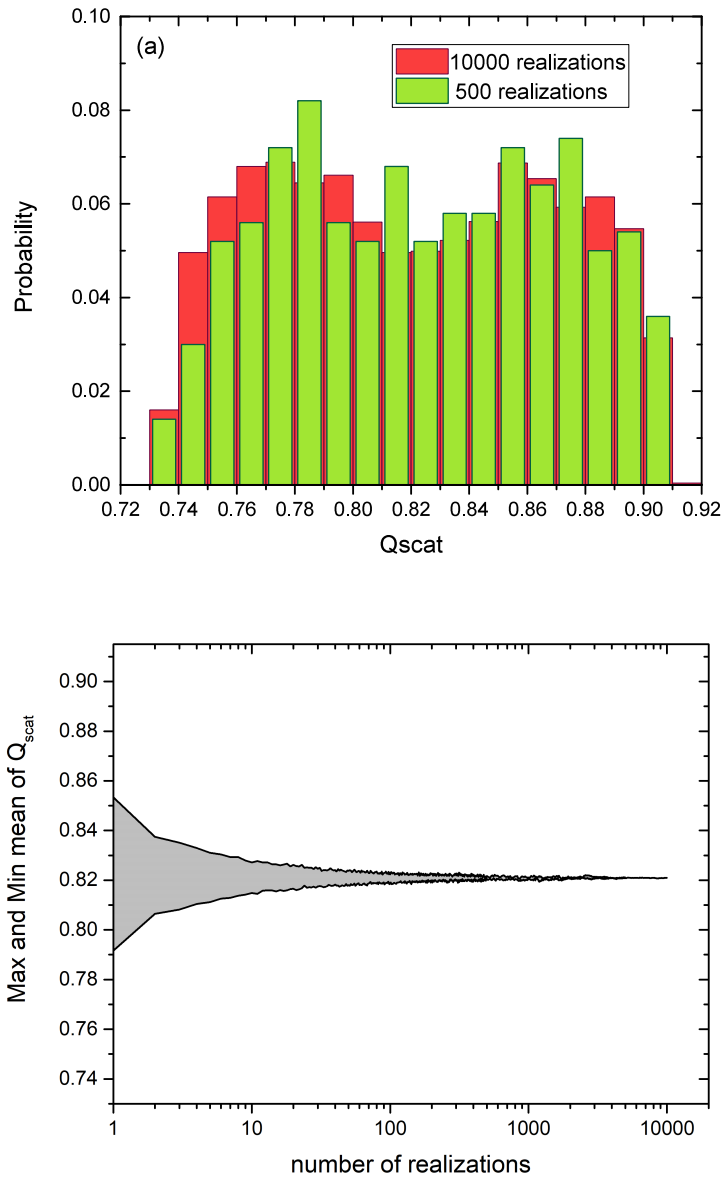 (a)
10000 realizations
500 realizations
0.10
0.08
0.06
0.04
0.02
0.00
Probability
0.72 0.74 0.76 0.78 0.80 0.82 0.84 0.86 0.88 0.90 0.92
Qscat
Max and Min mean of Qscat
0.90
0.88
0.86
0.84
0.82
0.80
0.78
0.76
0.74
1 10 100 1000 10000
number of realizations